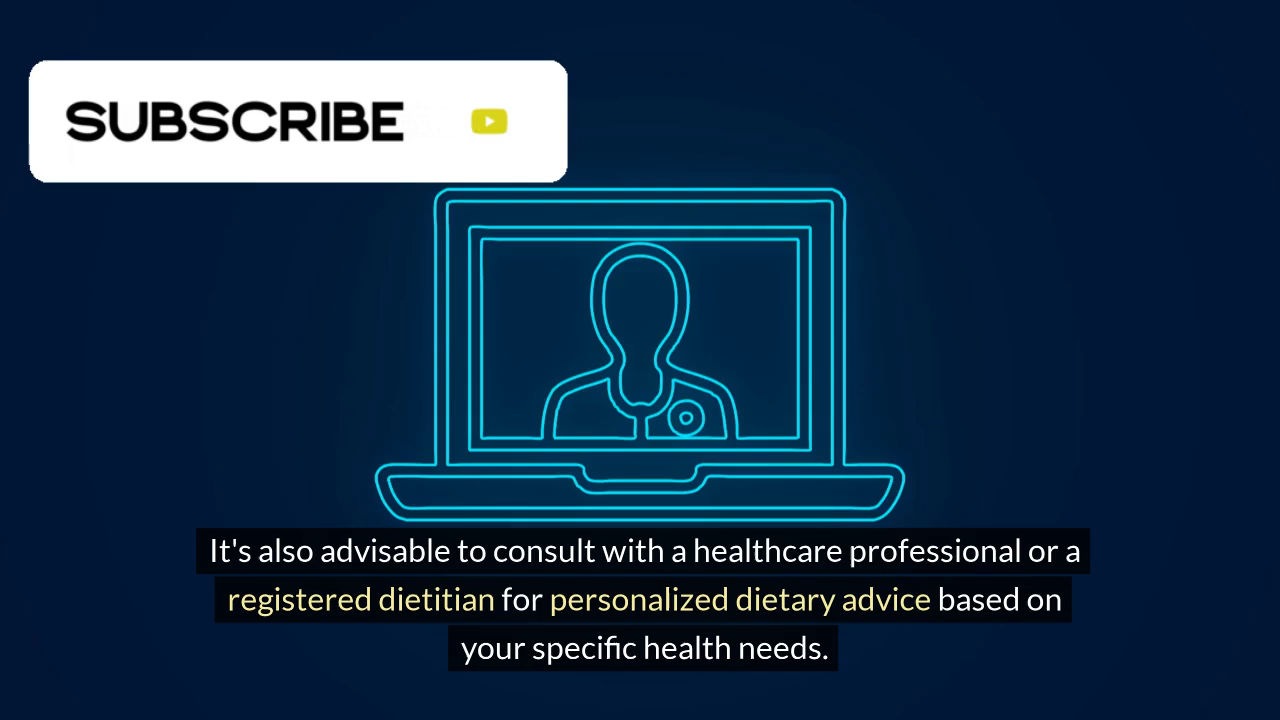 SUBSCRIBE
It's also advisable to consult with a healthcare professional or a
registered dietitian for personalized dietary advice based on
your specific health needs.